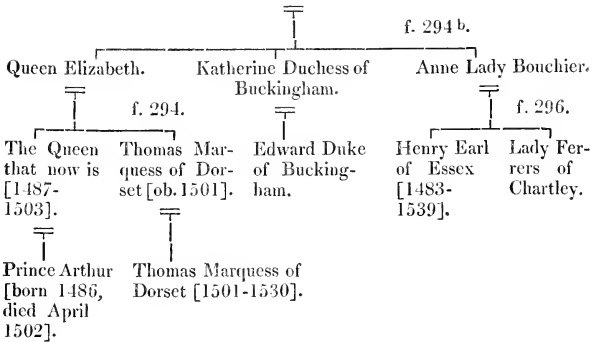 f. 294 b.
Queen Elizabeth.
Katherine Duchess of
Buckingham.
Anne Lady Bouchier.
f. 294.
f. 296.
The Queen
that now is
[1487-
1503].
Thomas Mar-
quess of Dor-
set [ob. 1501].
Edward Duke
of Bucking-
ham.
Henry Earl
of Essex
[1483-
1539].
Lady Fer-
rers of
Chartley.
Prince Arthur
[born 1486,
died April
1502].
Thomas Marquess of
Dorset [1501-1530].